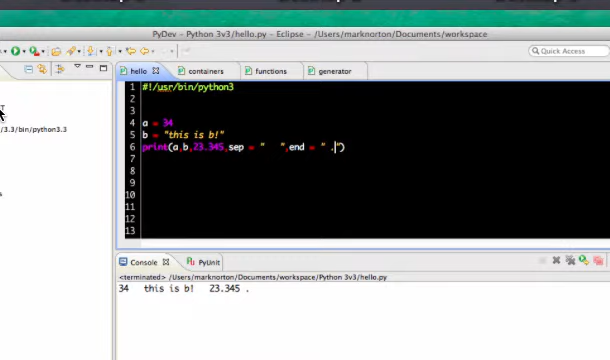 PyDev - Python 3v3/hello.py - Eclipse - /Users/marknorton/Documents/workspace
Quick Access
hello containers functions generator
/3.3/bin/python3.3
1 #!/usr/bin/python3
2
3
4 a = 34
5 b = "this is b!"
6 print(a,b,23.345,sep = "   ",end = " .")
7
8
9
10
11
12
13
Console PyUnit
<terminated> /Users/marknorton/Documents/workspace/Python 3v3/hello.py
34   this is b!   23.345 .